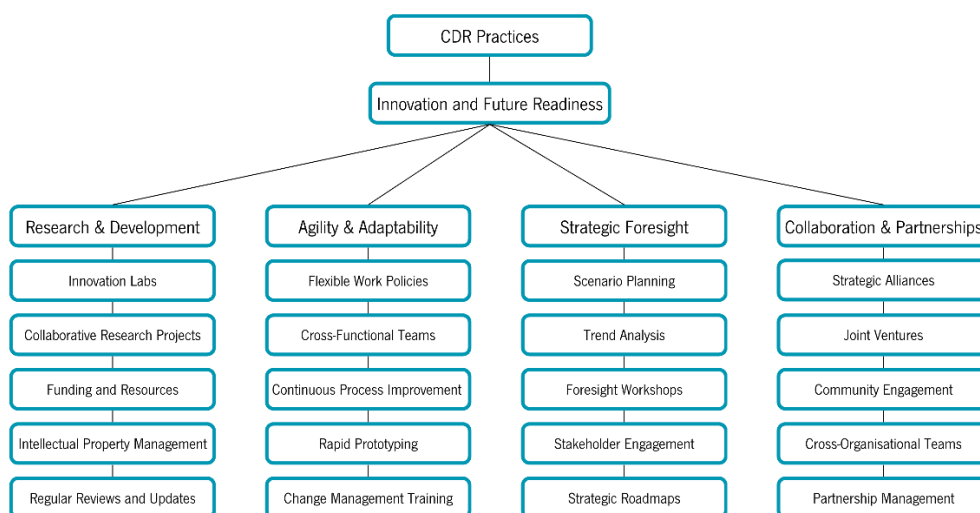 CDR Practices
Innovation and Future Readiness
Research & Development
Innovation Labs
Collaborative Research Projects
Funding and Resources
Intellectual Property Management
Regular Reviews and Updates
Agility & Adaptability
Flexible Work Policies
Cross-Functional Teams
Continuous Process Improvement
Rapid Prototyping
Change Management Training
Strategic Foresight
Scenario Planning
Trend Analysis
Foresight Workshops
Stakeholder Engagement
Strategic Roadmaps
Collaboration & Partnerships
Strategic Alliances
Joint Ventures
Community Engagement
Cross-Organisational Teams
Partnership Management